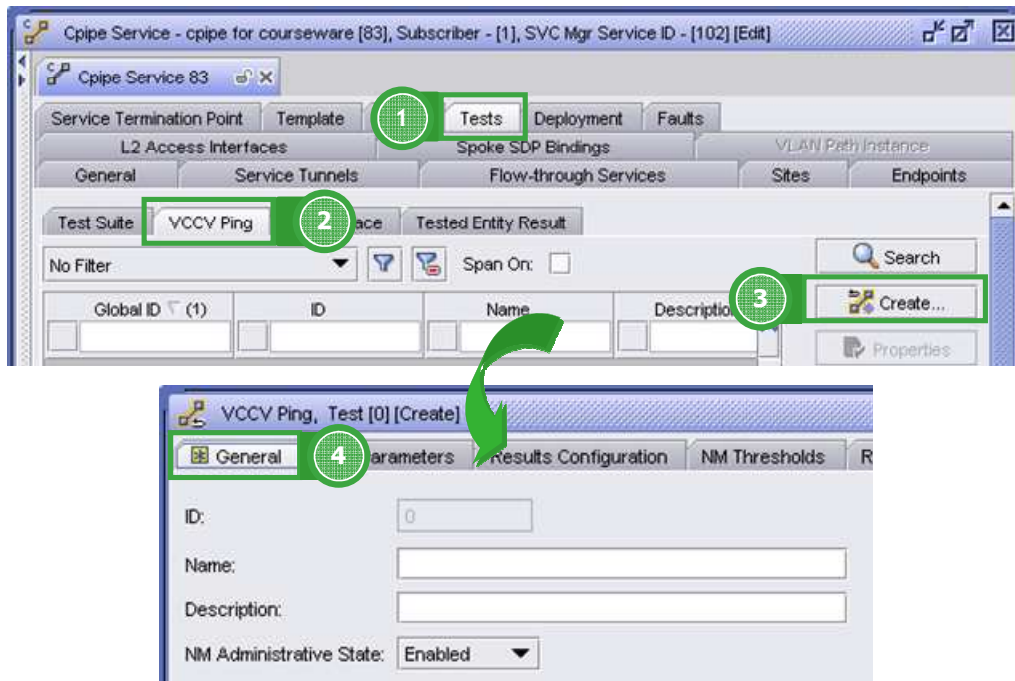 Cpipe Service - cpipe for courseware [83], Subscriber - [1], SVC Mgr Service ID - [102] [Edit]
Cpipe Service 83
Service Termination Point Template 1 Tests Deployment Faults
L2 Access Interfaces Spoke SDP Bindings VLAN Path Instance
General Service Tunnels Flow-through Services Sites Endpoints
Test Suite VCCV Ping 2 ace Tested Entity Result
No Filter Span On: Search
Global ID (1) ID Name Description 3 Create...
Properties
VCCV Ping, Test [0] [Create]
General 4 arameters Results Configuration NM Thresholds R
ID: 0
Name:
Description:
NM Administrative State: Enabled